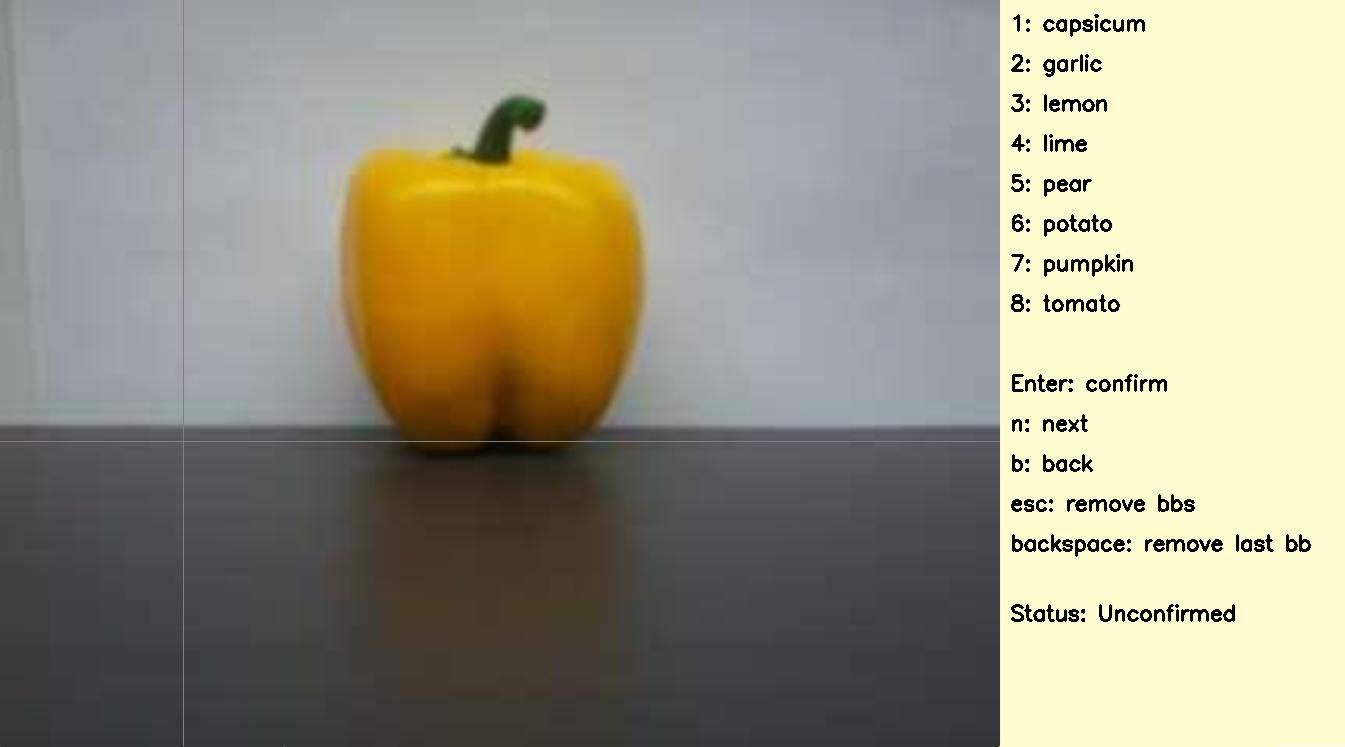 1: capsicum
2: garlic
3: lemon
4: lime
5: pear
6: potato
7: pumpkin
8: tomato
Enter: confirm
n: next
b: back
esc: remove bbs
backspace: remove last bb
Status: Unconfirmed